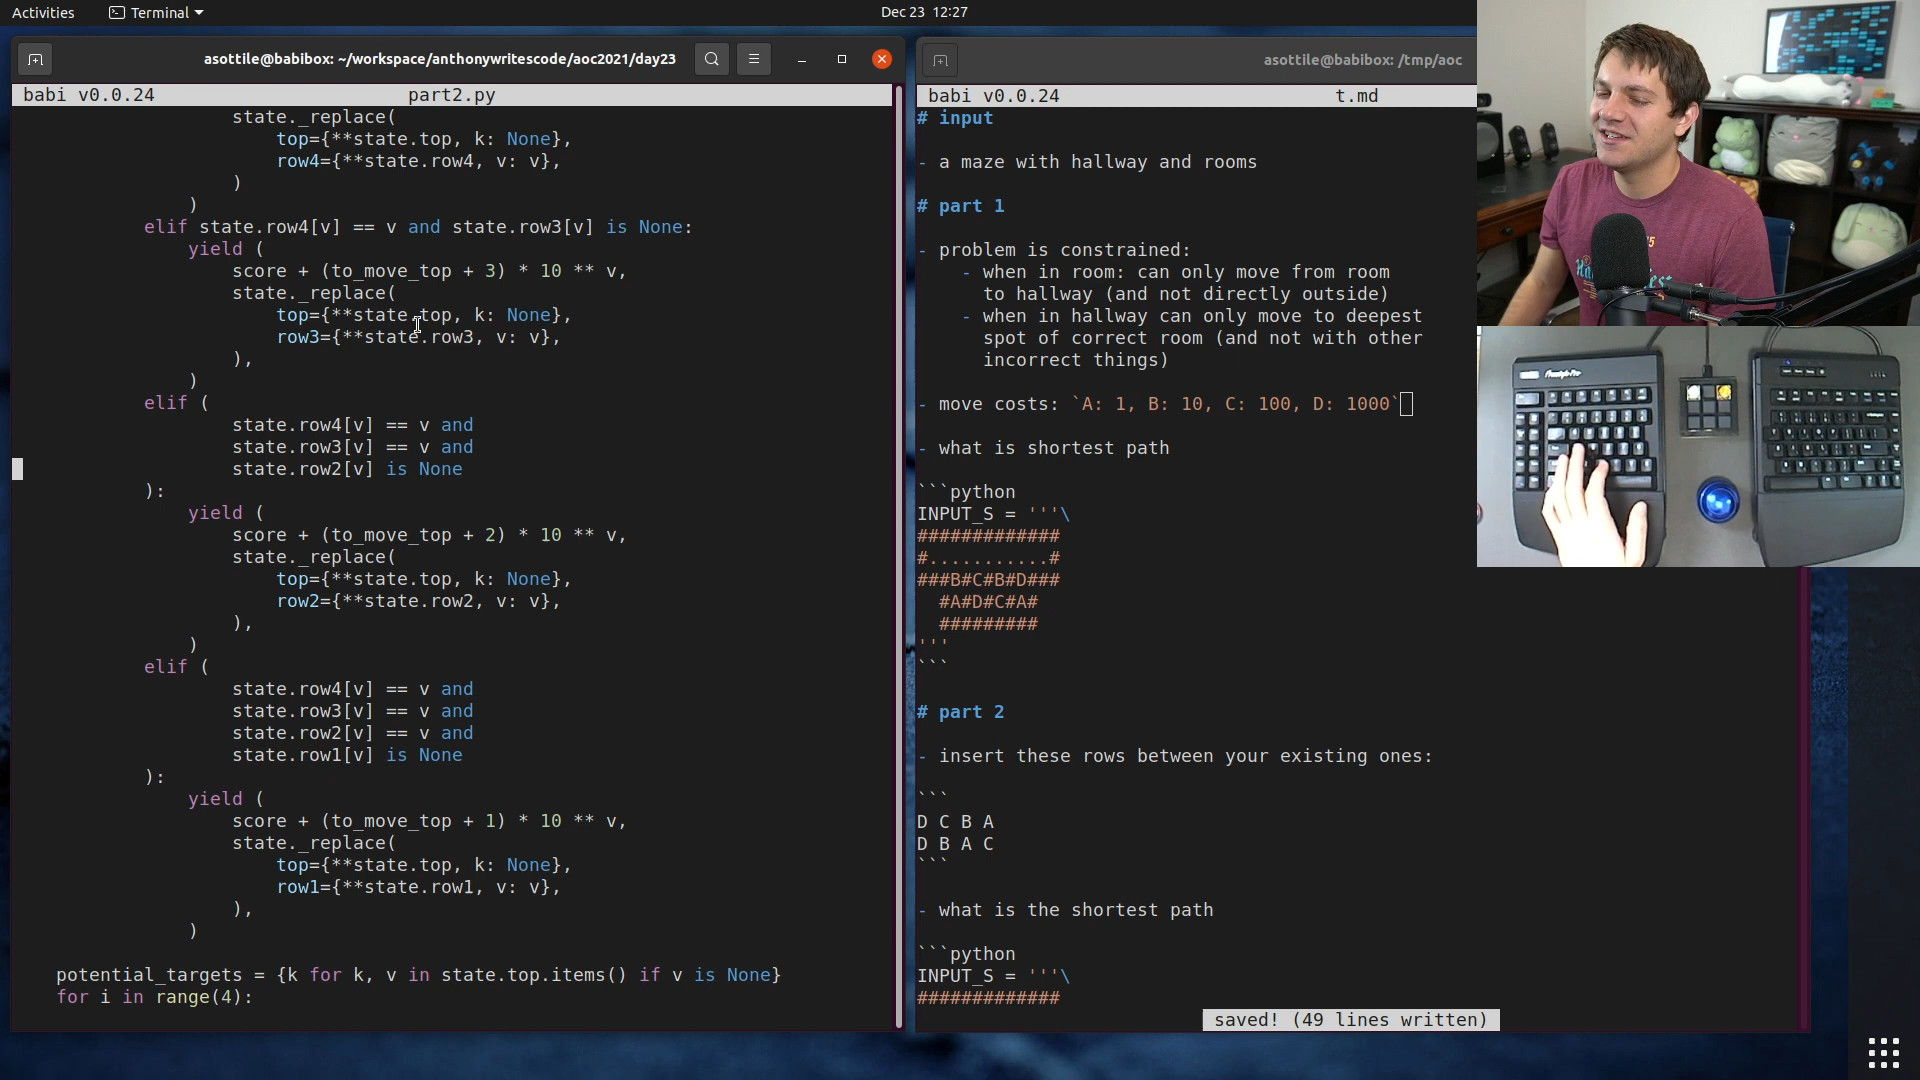 Activities
Terminal
Dec 23 12:27
asottile@babibox: ~/workspace/anthonywritescode/aoc2021/day23
babi v0.0.24 part2.py
state._replace(
top={**state.top, k: None},
row4={**state.row4, v: v},
)
)
elif state.row4[v] == v and state.row3[v] is None:
yield (
score + (to_move_top + 3) * 10 ** v,
state._replace(
top={**state.top, k: None},
row3={**state.row3, v: v},
),
)
elif (
state.row4[v] == v and
state.row3[v] == v and
state.row2[v] is None
):
yield (
score + (to_move_top + 2) * 10 ** v,
state._replace(
top={**state.top, k: None},
row2={**state.row2, v: v},
),
)
elif (
state.row4[v] == v and
state.row3[v] == v and
state.row2[v] == v and
state.row1[v] is None
):
yield (
score + (to_move_top + 1) * 10 ** v,
state._replace(
top={**state.top, k: None},
row1={**state.row1, v: v},
),
)
potential_targets = {k for k, v in state.top.items() if v is None}
for i in range(4):
asottile@babibox: /tmp/aoc
babi v0.0.24 t.md
# input
- a maze with hallway and rooms
# part 1
- problem is constrained:
- when in room: can only move from room
to hallway (and not directly outside)
- when in hallway can only move to deepest
spot of correct room (and not with other
incorrect things)
- move costs: `A: 1, B: 10, C: 100, D: 1000`
- what is shortest path
```python
INPUT_S = '''\
#############
#...........#
###B#C#B#D###
#A#D#C#A#
#########
'''
```
# part 2
- insert these rows between your existing ones:
```
D C B A
D B A C
```
- what is the shortest path
```python
INPUT_S = '''\
#############
saved! (49 lines written)